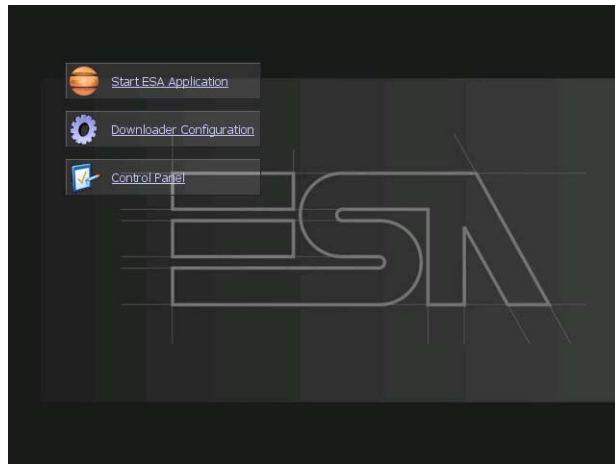 Start ESA Application
Downloader Configuration
Control Panel
ESA